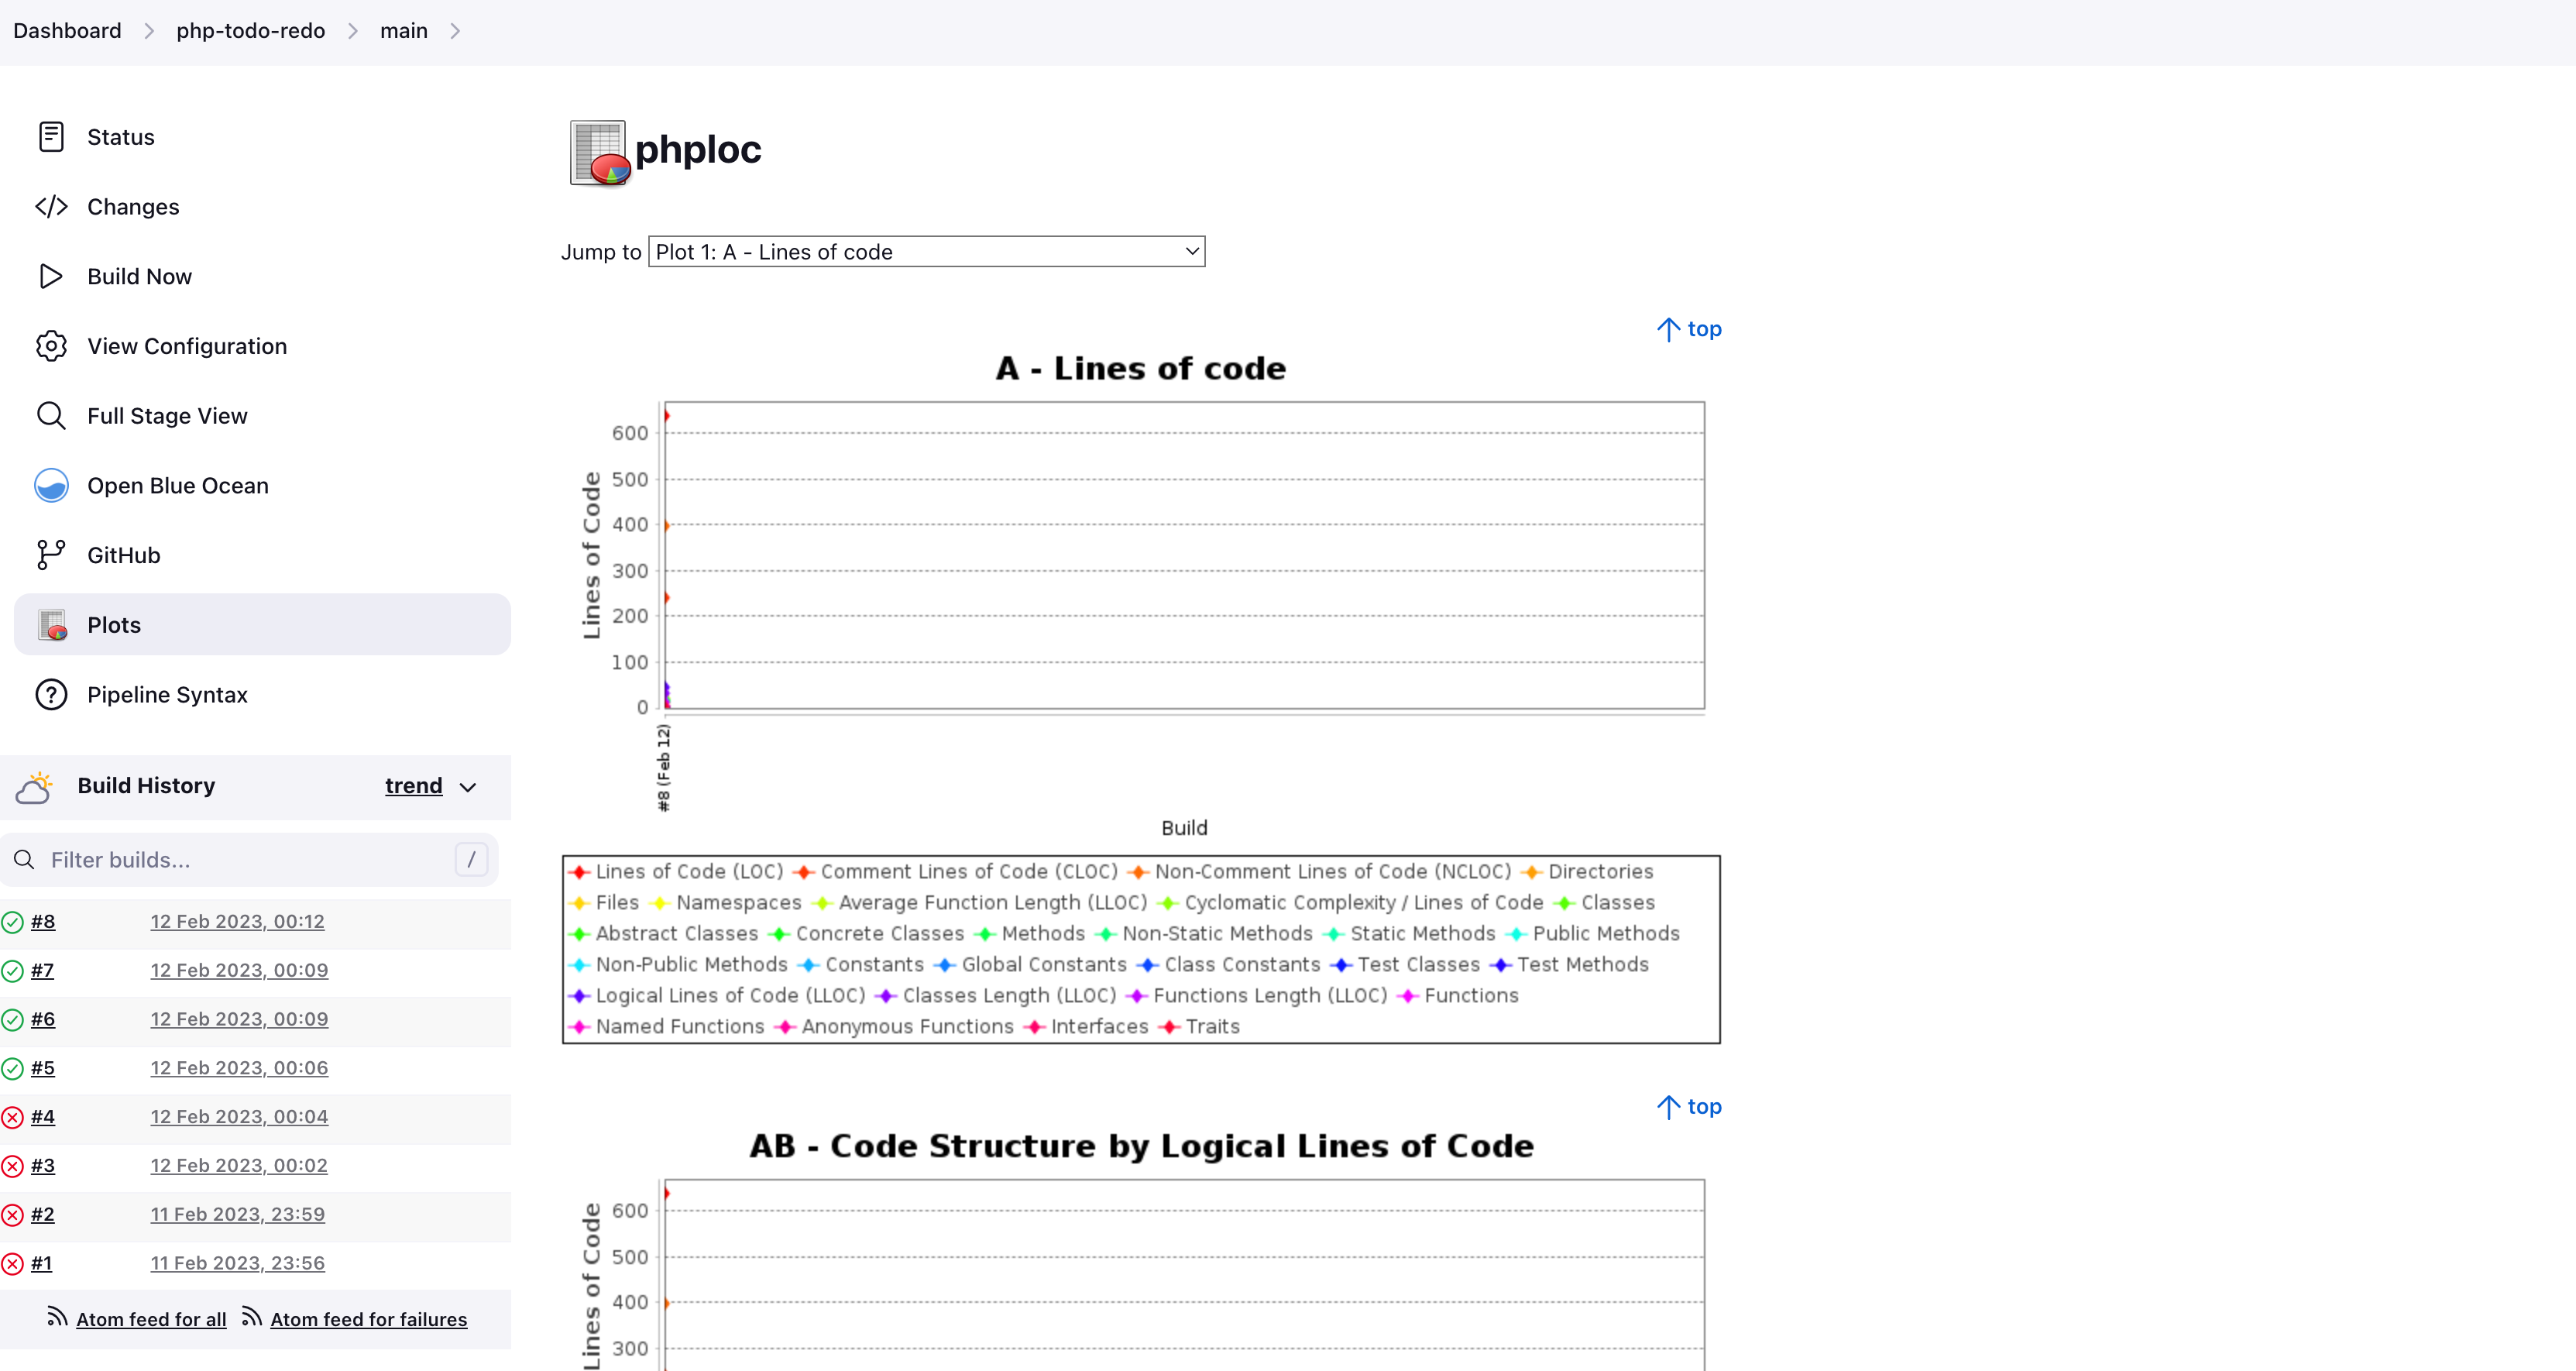 Dashboard php-todo-redo main
Status
Changes
Build Now
View Configuration
Full Stage View
Open Blue Ocean
GitHub
Plots
Pipeline Syntax
Build History trend
Filter builds... /
#8 12 Feb 2023, 00:12
#7 12 Feb 2023, 00:09
#6 12 Feb 2023, 00:09
#5 12 Feb 2023, 00:06
#4 12 Feb 2023, 00:04
#3 12 Feb 2023, 00:02
#2 11 Feb 2023, 23:59
#1 11 Feb 2023, 23:56
Atom feed for all Atom feed for failures
phploc
Jump to Plot 1: A - Lines of code
top
A - Lines of code
Lines of Code
600
500
400
300
200
100
0
#8 (Feb 12)
Build
Lines of Code (LOC) Comment Lines of Code (CLOC) Non-Comment Lines of Code (NCLOC) Directories
Files Namespaces Average Function Length (LLOC) Cyclomatic Complexity / Lines of Code Classes
Abstract Classes Concrete Classes Methods Non-Static Methods Static Methods Public Methods
Non-Public Methods Constants Global Constants Class Constants Test Classes Test Methods
Logical Lines of Code (LLOC) Classes Length (LLOC) Functions Length (LLOC) Functions
Named Functions Anonymous Functions Interfaces Traits
top
AB - Code Structure by Logical Lines of Code
Lines of Code
600
500
400
300